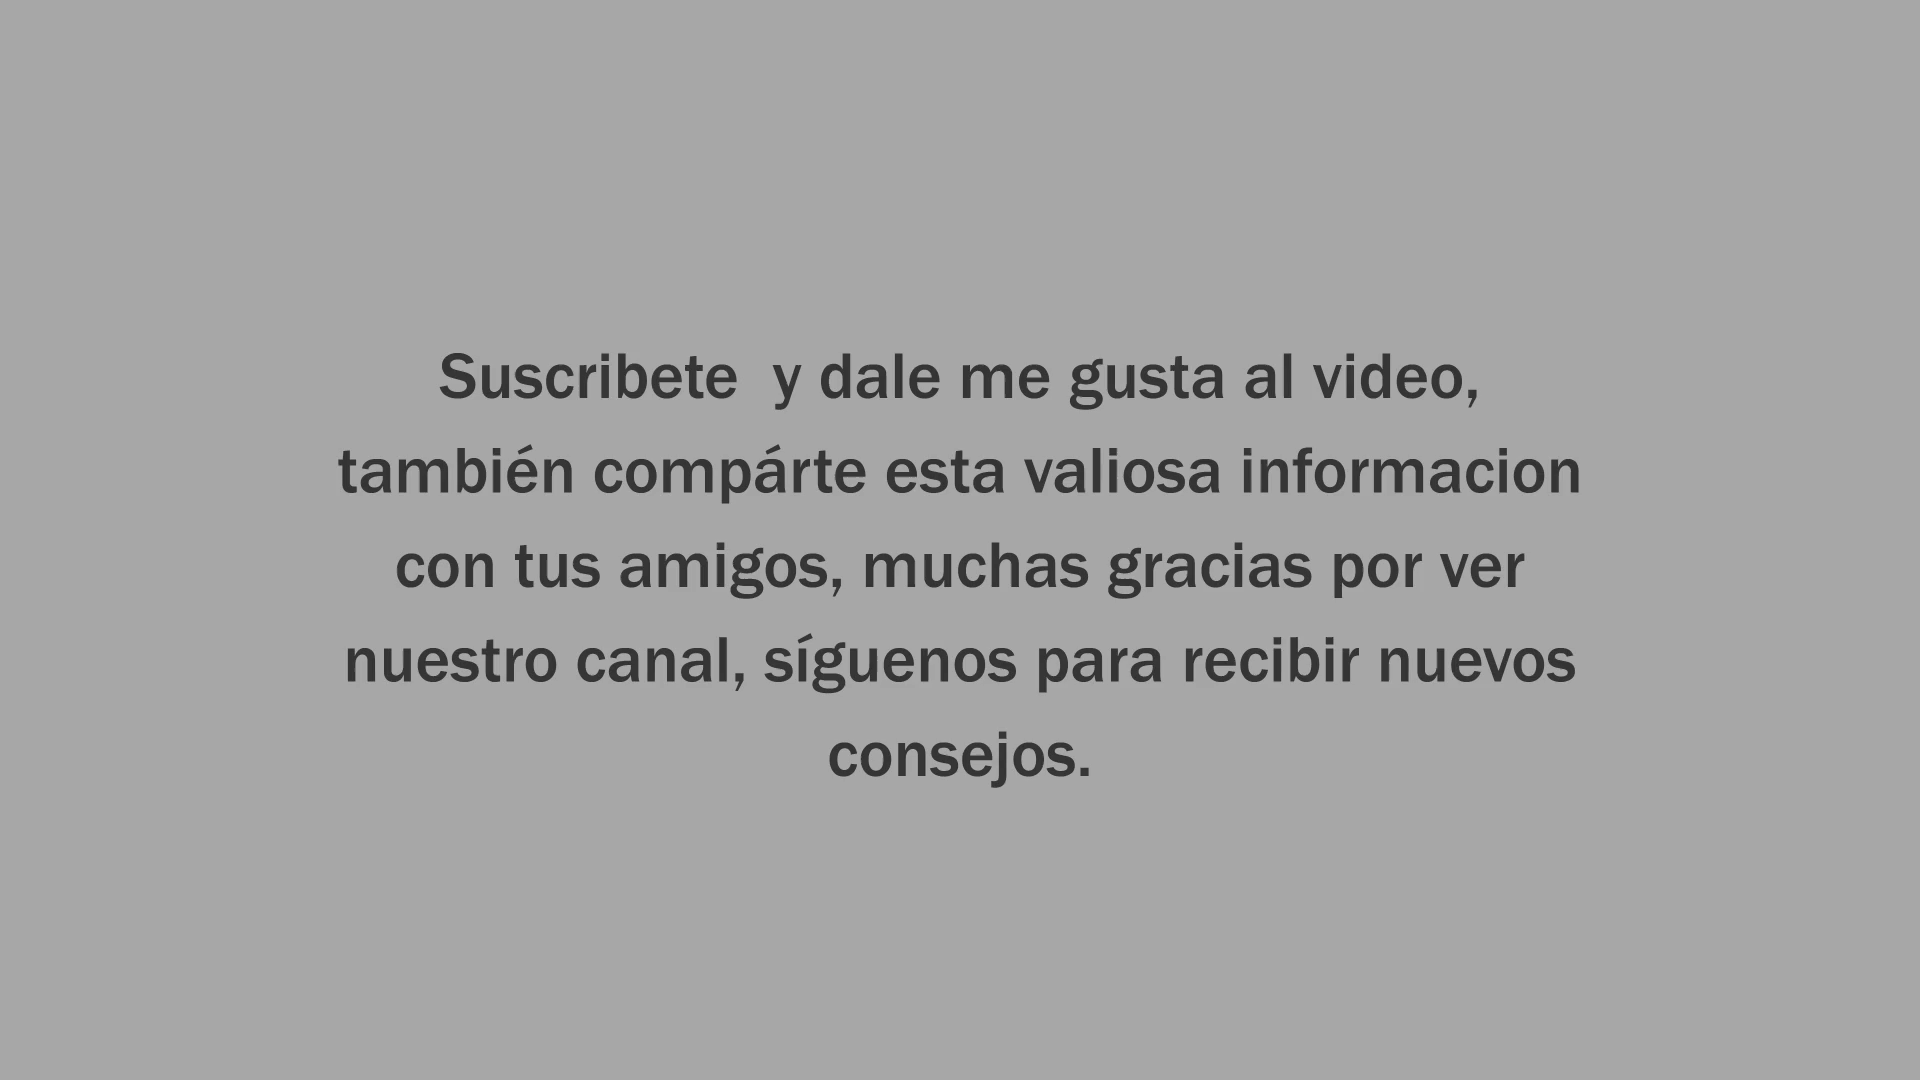 Suscribete  y dale me gusta al video,
también compárte esta valiosa informacion
con tus amigos, muchas gracias por ver
nuestro canal, síguenos para recibir nuevos
consejos.